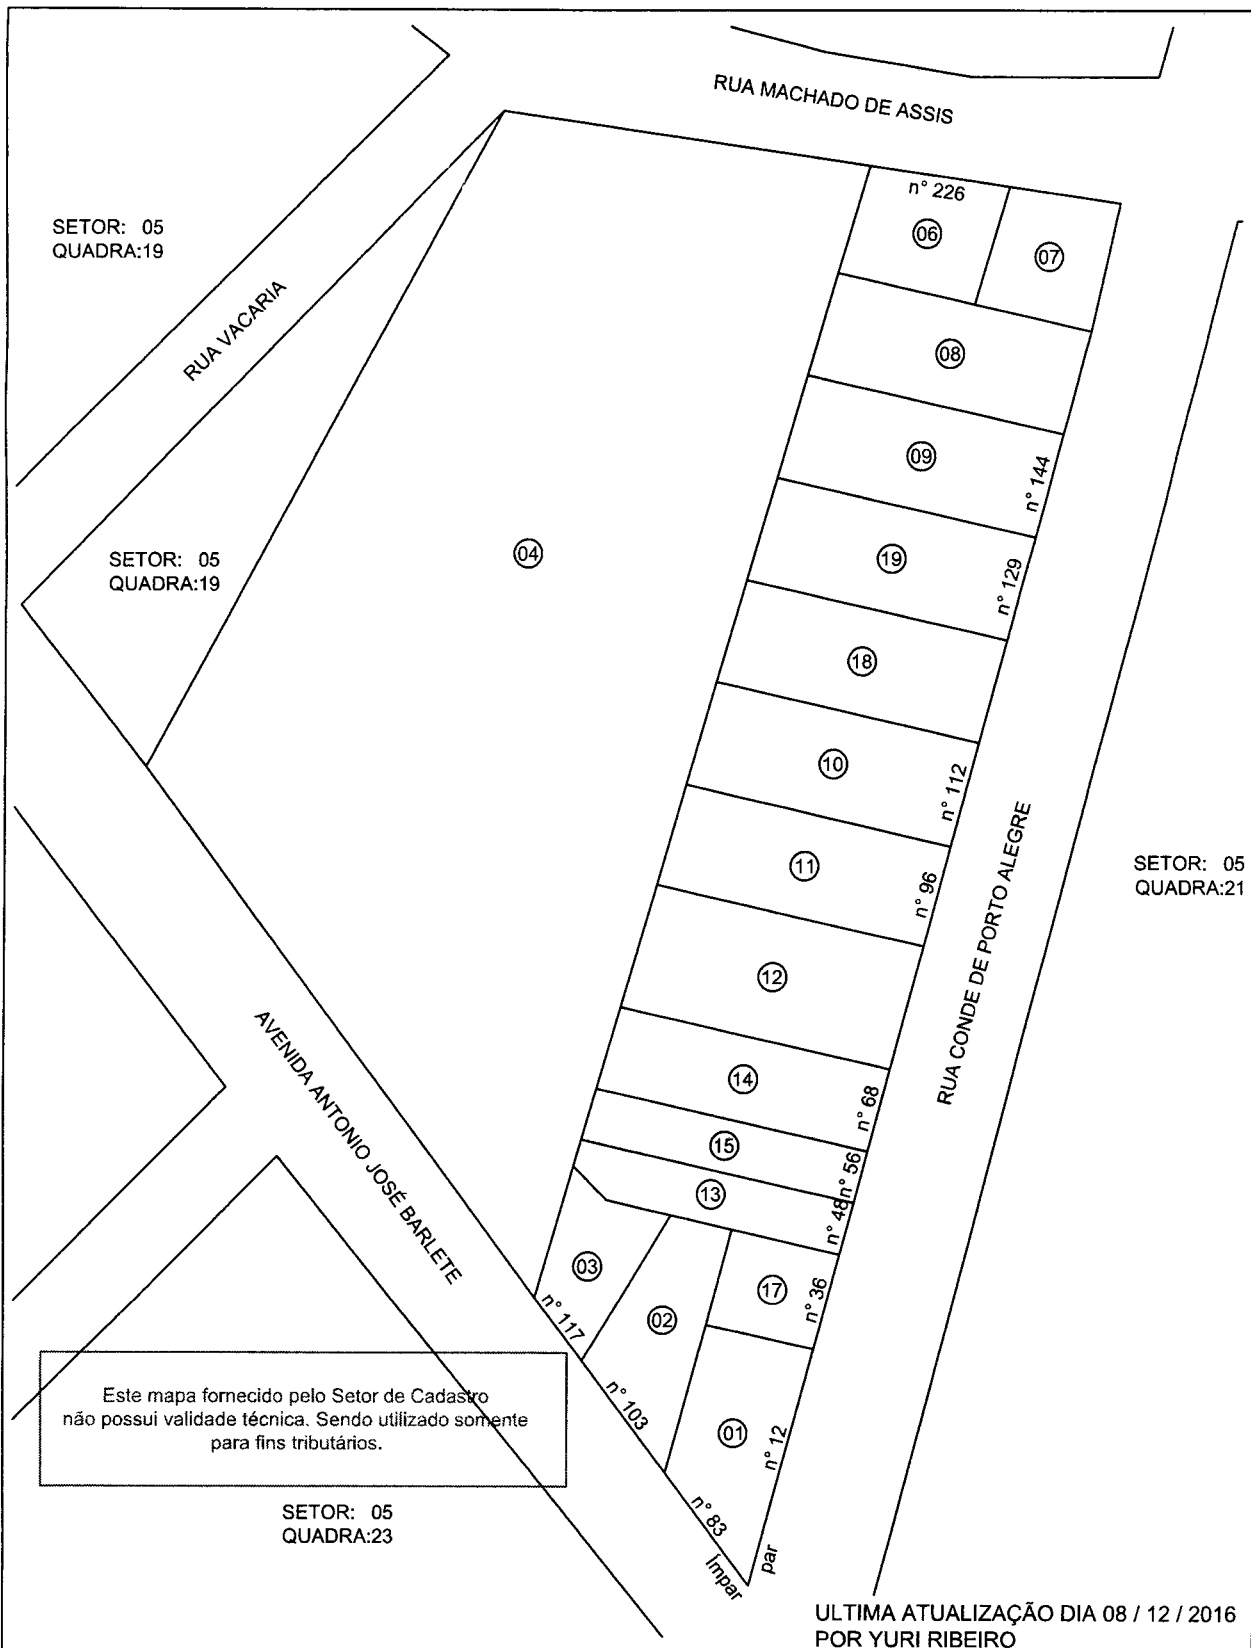 RUA MACHADO DE ASSIS
n° 226
06
07
SETOR: 05
QUADRA:19
RUA VACARIA
08
09
n° 144
SETOR: 05
QUADRA:19
04
19
n° 129
18
10
n° 112
11
n° 96
SETOR: 05
QUADRA:21
RUA CONDE DE PORTO ALEGRE
12
AVENIDA ANTONIO JOSÉ BARLETE
14
n° 68
15
n° 56
13
n° 48
03
n° 117
17
n° 36
02
n° 103
01
n° 12
n° 83
Ímpar
par
Este mapa fornecido pelo Setor de Cadastro
não possui validade técnica. Sendo utilizado somente
para fins tributários.
SETOR: 05
QUADRA:23
ULTIMA ATUALIZAÇÃO DIA 08 / 12 / 2016
POR YURI RIBEIRO